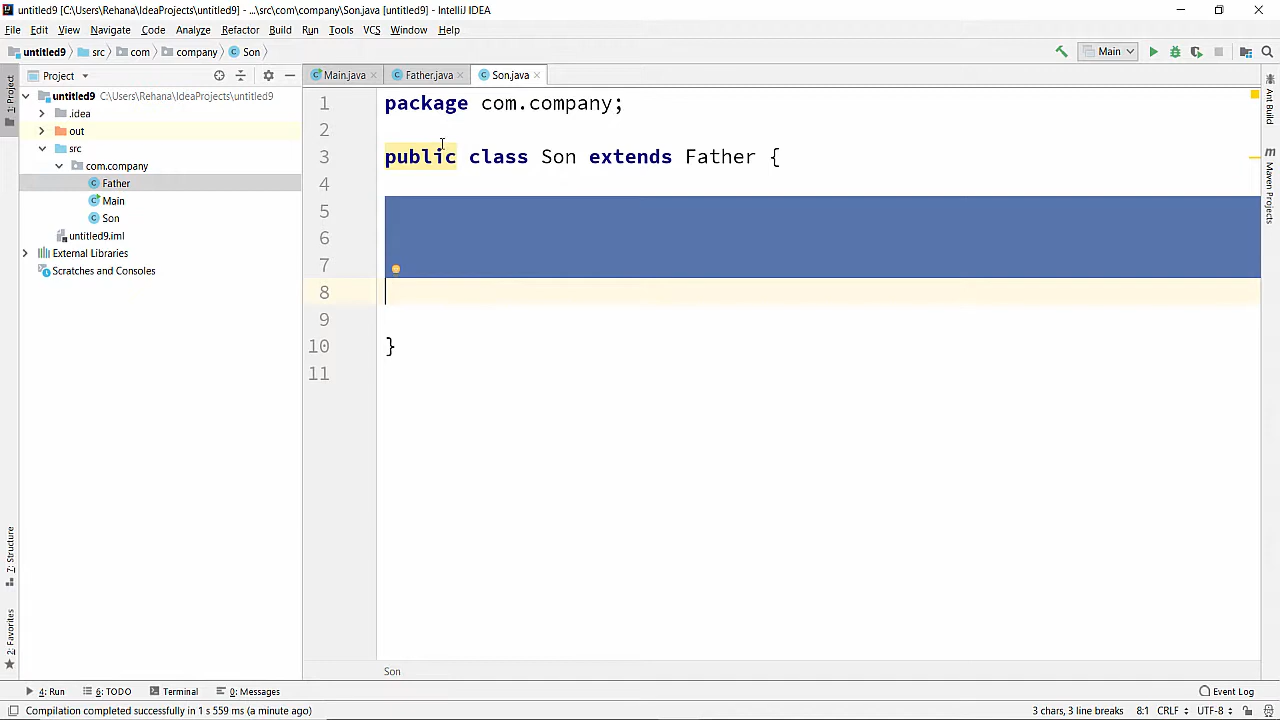 untitled9 [C:\Users\Rehana\IdeaProjects\untitled9] - ...\src\com\company\Son.java [untitled9] - IntelliJ IDEA
File Edit View Navigate Code Analyze Refactor Build Run Tools VCS Window Help
untitled9 src com company Son Main
1: Project
Project
Main.java Father.java Son.java
untitled9 C:\Users\Rehana\IdeaProjects\untitled9
.idea
out
src
com.company
Father
Main
Son
untitled9.iml
External Libraries
Scratches and Consoles
1 package com.company;
2
3 public class Son extends Father {
4
5
6
7
8
9
10 }
11
Son
Ant Build
Maven Projects
7: Structure
2: Favorites
4: Run 6: TODO Terminal 0: Messages Event Log
Compilation completed successfully in 1 s 559 ms (a minute ago) 3 chars, 3 line breaks 8:1 CRLF UTF-8